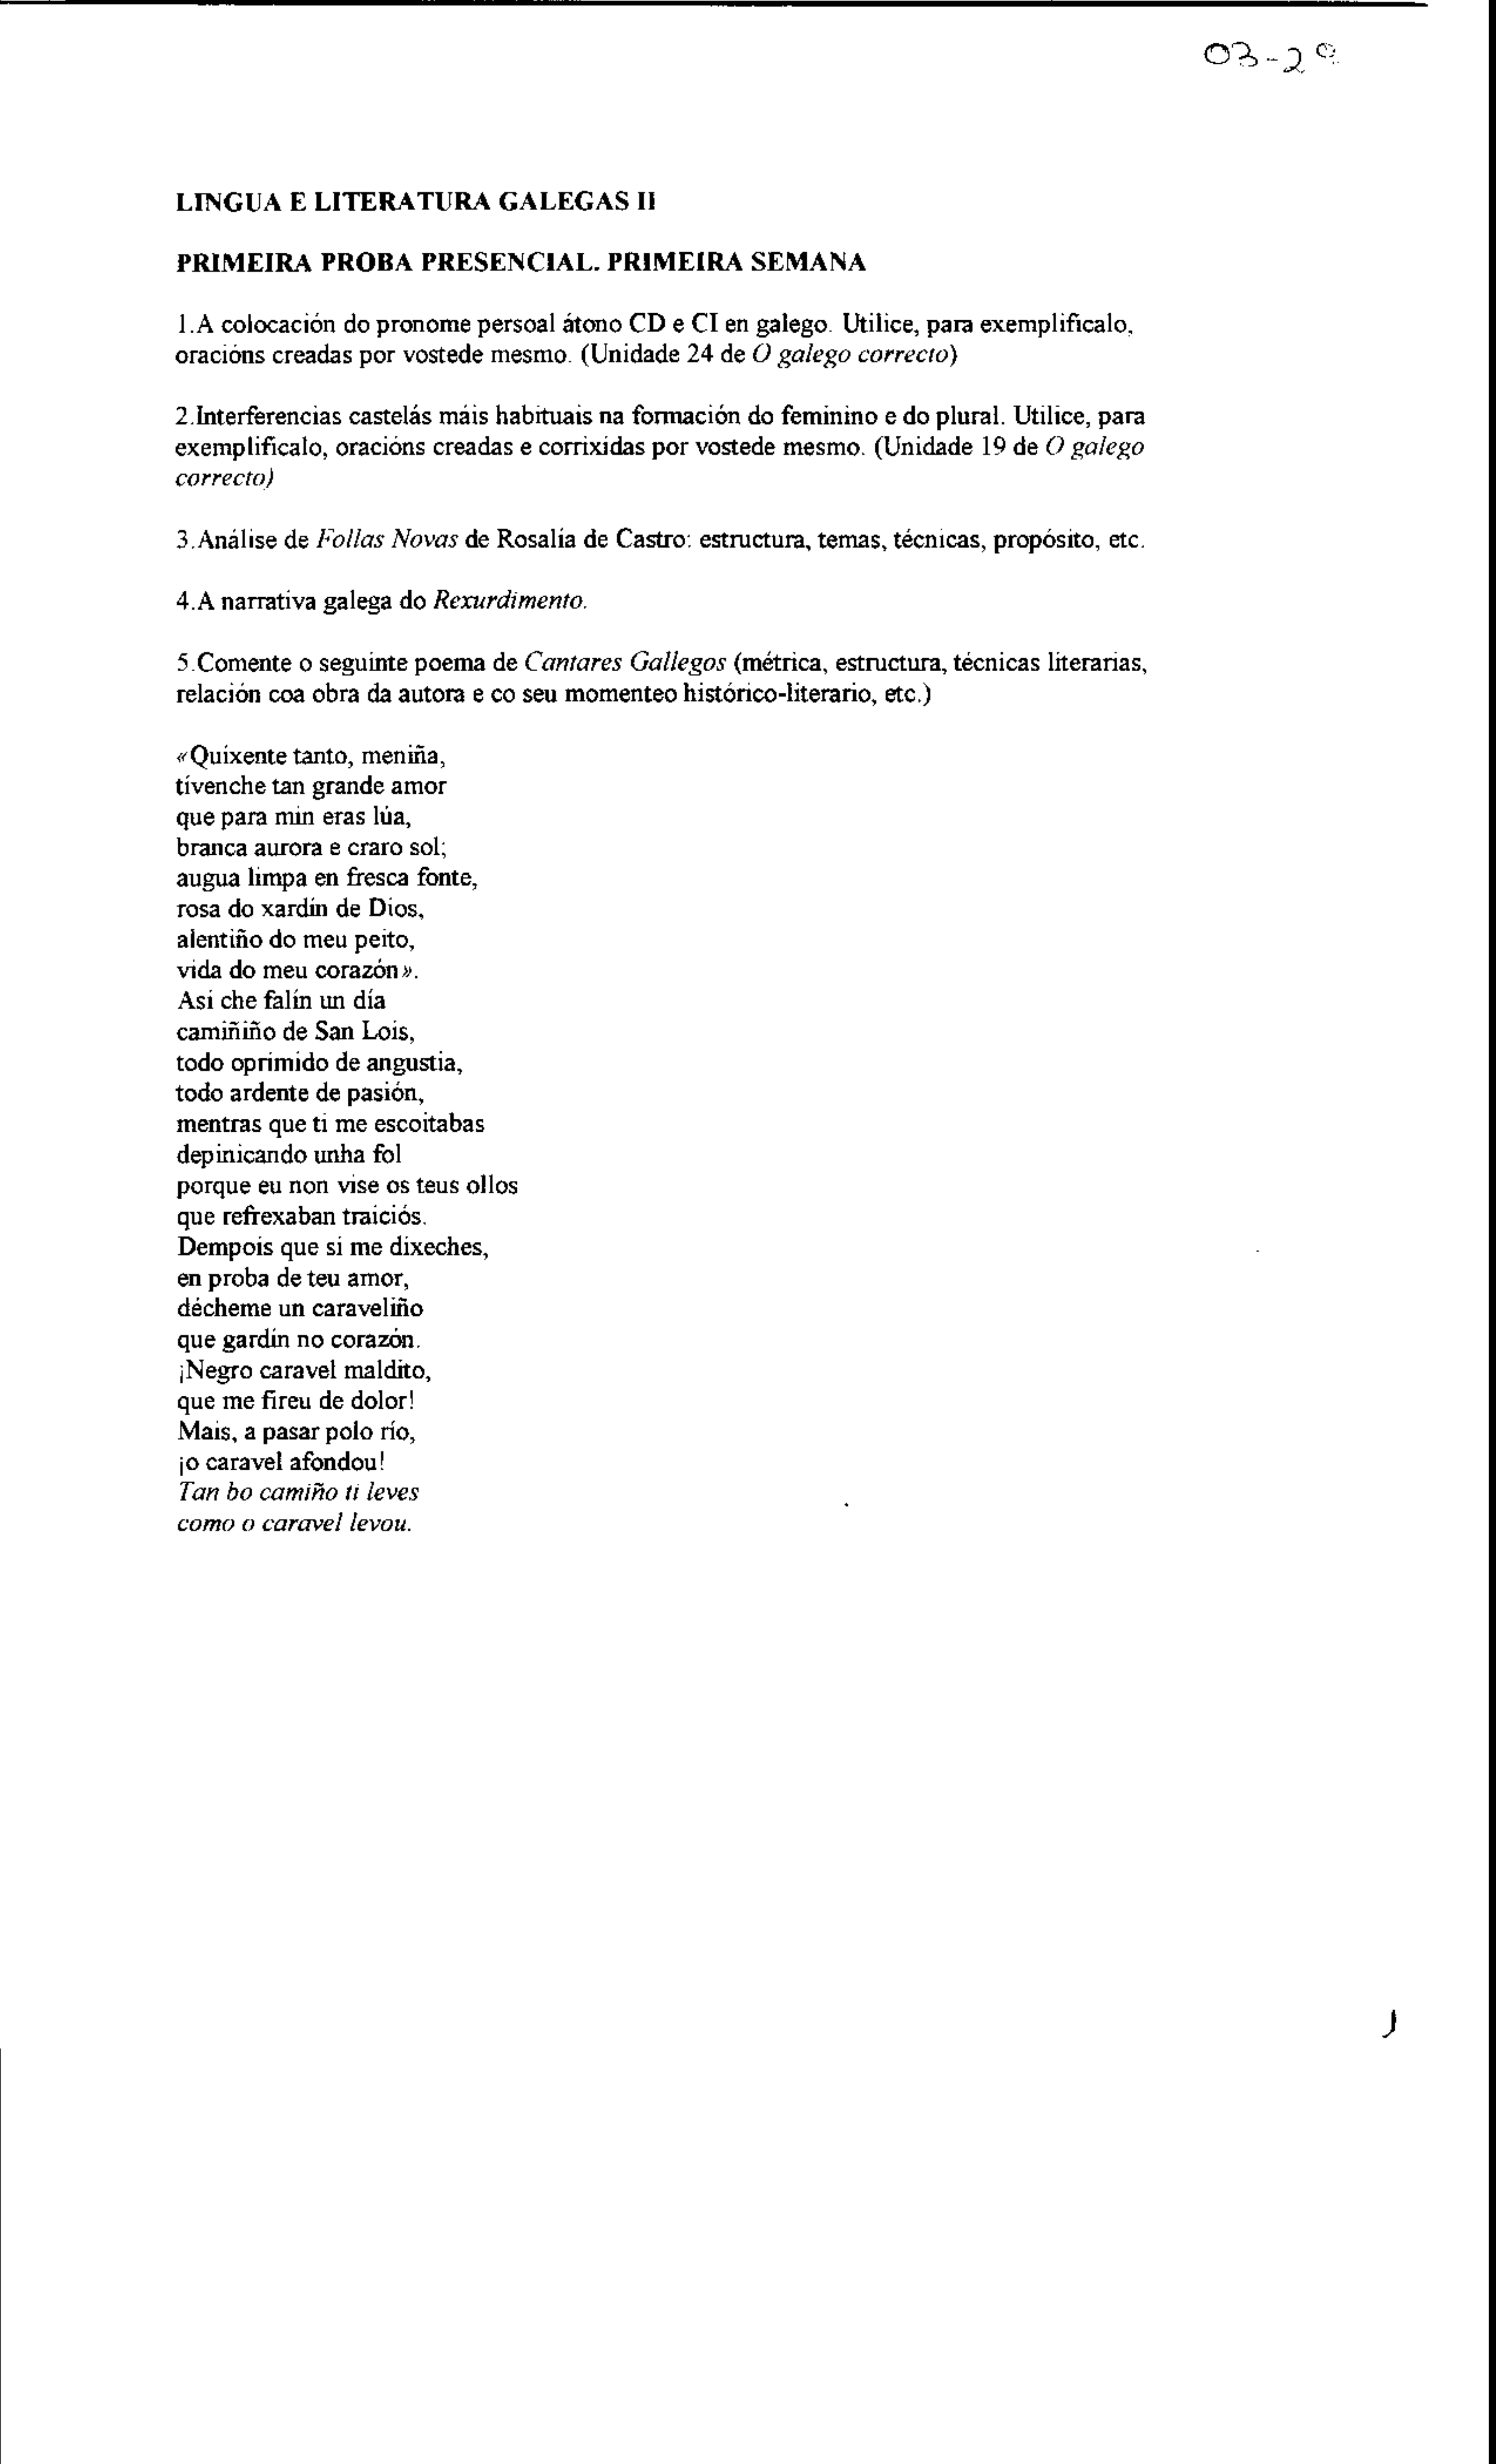 03-29
LINGUA E LITERATURA GALEGAS II
PRIMEIRA PROBA PRESENCIAL. PRIMEIRA SEMANA
1.A colocación do pronome persoal átono CD e CI en galego. Utilice, para exemplificalo,
oracións creadas por vostede mesmo. (Unidade 24 de O galego correcto)
2.Interferencias castelás máis habituais na formación do feminino e do plural. Utilice, para
exemplificalo, oracións creadas e corrixidas por vostede mesmo. (Unidade 19 de O galego
correcto)
3.Análise de Follas Novas de Rosalía de Castro: estructura, temas, técnicas, propósito, etc.
4.A narrativa galega do Rexurdimento.
5.Comente o seguinte poema de Cantares Gallegos (métrica, estructura, técnicas literarias,
relación coa obra da autora e co seu momenteo histórico-literario, etc.)
«Quíxente tanto, meniña,
tívenche tan grande amor
que para min eras lúa,
branca aurora e craro sol;
augua limpa en fresca fonte,
rosa do xardín de Dios,
alentiño do meu peito,
vida do meu corazón».
Así che falín un día
camiñiño de San Lois,
todo oprimido de angustia,
todo ardente de pasión,
mentras que ti me escoitabas
depinicando unha fol
porque eu non vise os teus ollos
que refrexaban traiciós.
Dempois que si me dixeches,
en proba de teu amor,
décheme un caraveliño
que gardín no corazón.
¡Negro caravel maldito,
que me fireu de dolor!
Mais, a pasar polo río,
¡o caravel afondou!
Tan bo camiño ti leves
como o caravel levou.